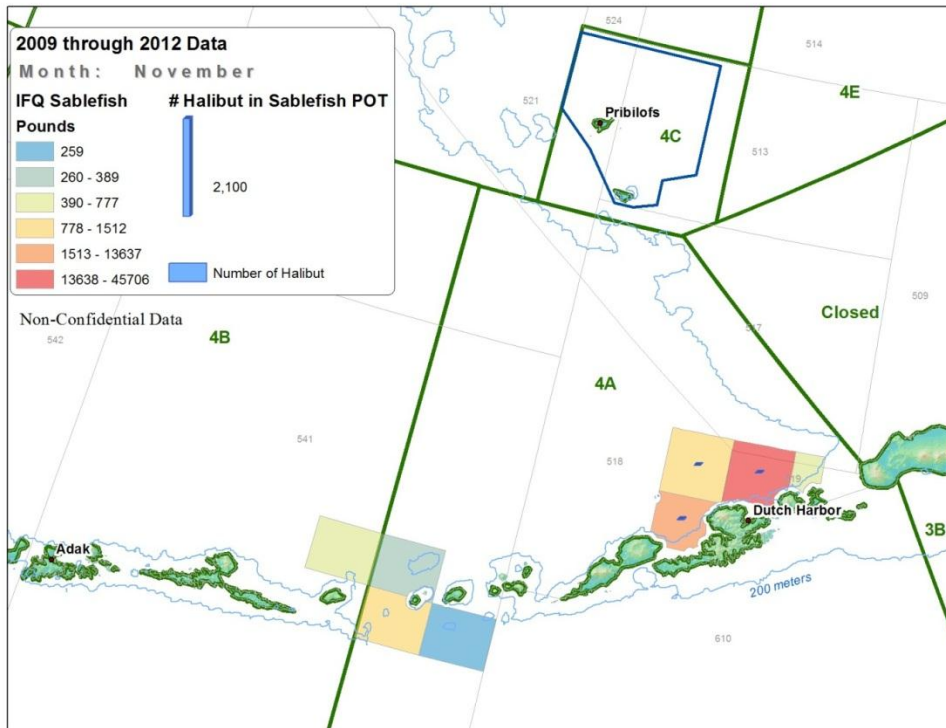 2009 through 2012 Data
Month: November
IFQ Sablefish
# Halibut in Sablefish POT
Pounds
259
260 - 389
390 - 777
778 - 1512
1513 - 13637
13638 - 45706
2,100
Number of Halibut
Non-Confidential Data
524
514
521
4E
Pribilofs
4C
513
509
Closed
517
542
4B
4A
541
518
519
Dutch Harbor
Adak
3B
200 meters
610